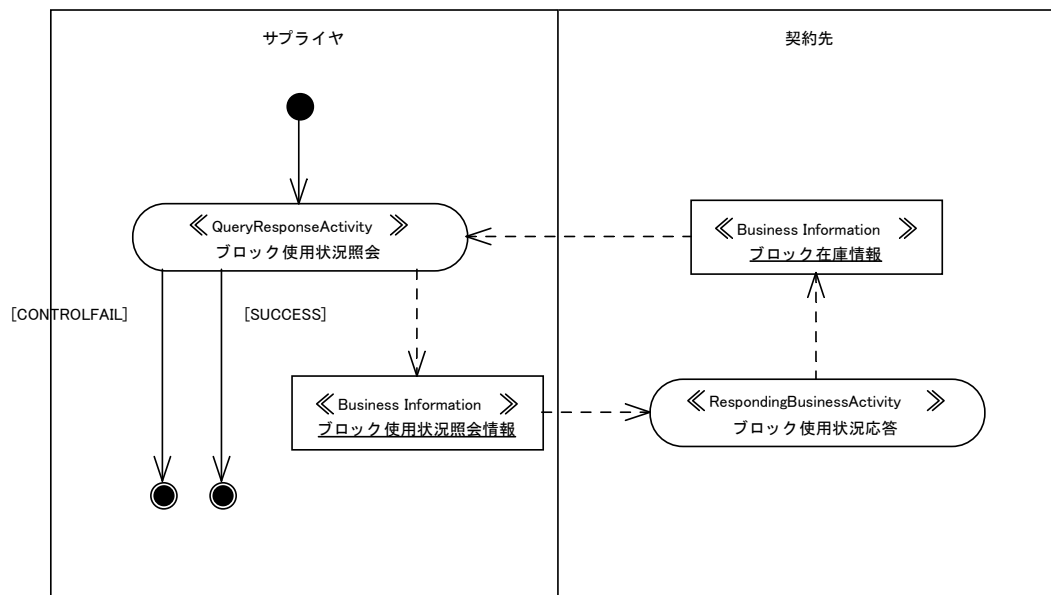 サプライヤ
契約先
≪QueryResponseActivity≫
ブロック使用状況照会
≪Business Information≫
ブロック在庫情報
[CONTROLFAIL]
[SUCCESS]
≪Business Information≫
ブロック使用状況照会情報
≪RespondingBusinessActivity≫
ブロック使用状況応答